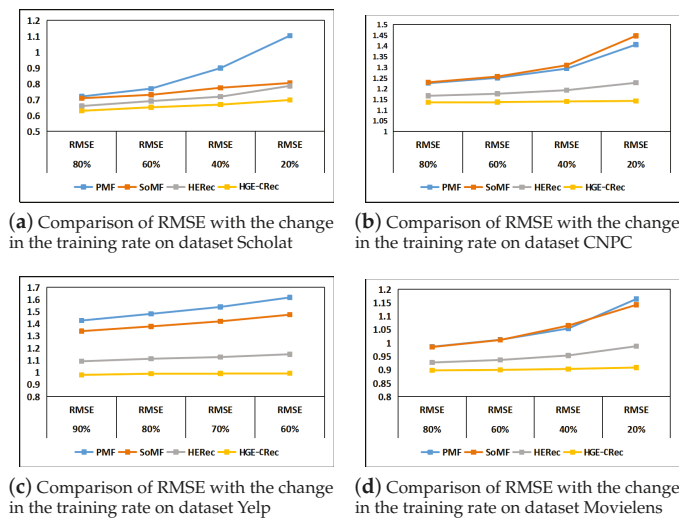 1.2
1.1
1
0.9
0.8
0.7
0.6
0.5
RMSE RMSE RMSE RMSE
80% 60% 40% 20%
PMF SoMF HERec HGE-CRec
(a) Comparison of RMSE with the change
in the training rate on dataset Scholat
1.5
1.45
1.4
1.35
1.3
1.25
1.2
1.15
1.1
1.05
1
RMSE RMSE RMSE RMSE
80% 60% 40% 20%
PMF SoMF HERec HGE-CRec
(b) Comparison of RMSE with the change
in the training rate on dataset CNPC
1.7
1.6
1.5
1.4
1.3
1.2
1.1
1
0.9
0.8
RMSE RMSE RMSE RMSE
90% 80% 70% 60%
PMF SoMF HERec HGE-CRec
(c) Comparison of RMSE with the change
in the training rate on dataset Yelp
1.2
1.15
1.1
1.05
1
0.95
0.9
0.85
0.8
RMSE RMSE RMSE RMSE
80% 60% 40% 20%
PMF SoMF HERec HGE-CRec
(d) Comparison of RMSE with the change
in the training rate on dataset Movielens